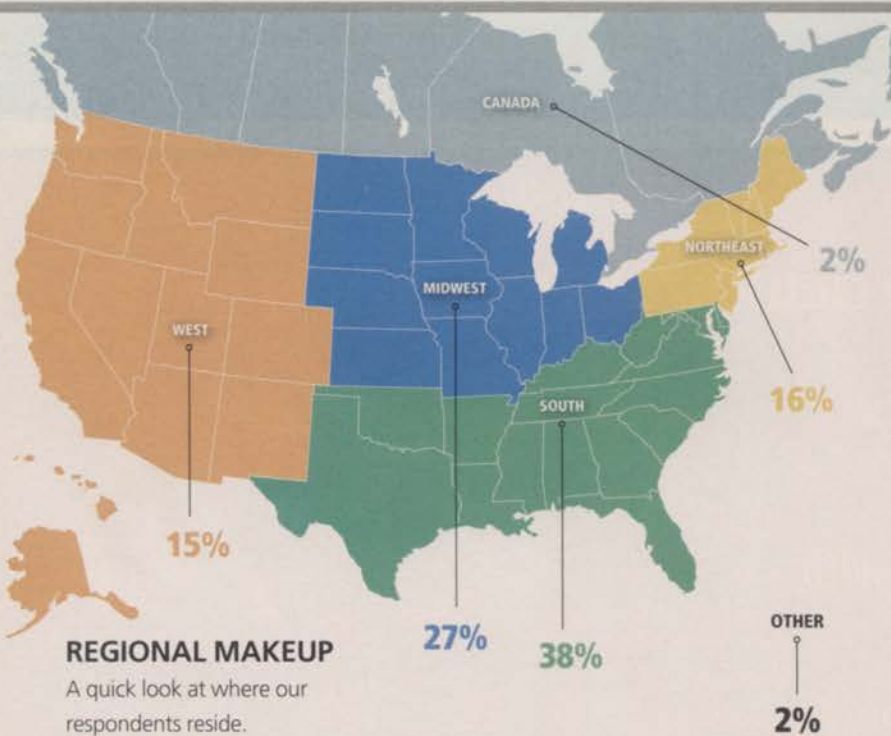 CANADA
NORTHEAST
2%
MIDWEST
WEST
16%
SOUTH
15%
OTHER
27%
38%
REGIONAL MAKEUP
A quick look at where our
respondents reside.
2%